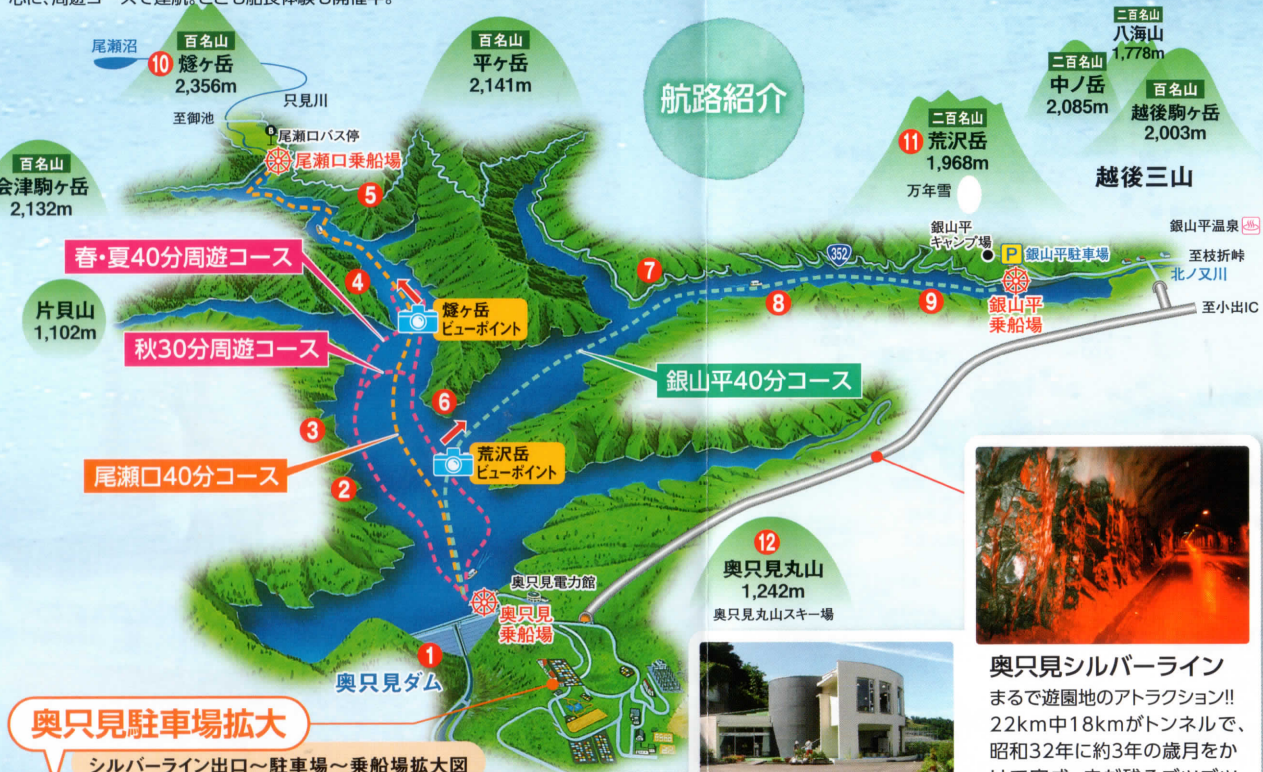 尾瀬沼
百名山
⑩ 燧ヶ岳
2,356m
只見川
至御池
尾瀬口バス停
尾瀬口乗船場
百名山
平ヶ岳
2,141m
航路紹介
二百名山
八海山
1,778m
二百名山
中ノ岳
2,085m
百名山
越後駒ヶ岳
2,003m
越後三山
二百名山
⑪ 荒沢岳
1,968m
万年雪
百名山
会津駒ヶ岳
2,132m
⑤
春・夏40分周遊コース
④
燧ヶ岳
ビューポイント
片貝山
1,102m
秋30分周遊コース
⑦
352
⑧
⑨
銀山平
キャンプ場
P 銀山平駐車場
銀山平
乗船場
銀山平温泉
至枝折峠
北ノ又川
至小出IC
銀山平40分コース
⑥
荒沢岳
ビューポイント
③
尾瀬口40分コース
②
⑫
奥只見丸山
1,242m
奥只見丸山スキー場
奥只見電力館
奥只見
乗船場
①
奥只見ダム
奥只見駐車場拡大
シルバーライン出口～駐車場～乗船場拡大図
奥只見シルバーライン
まるで遊園地のアトラクション!!
22km中18kmがトンネルで、
昭和32年に約3年の歳月をか